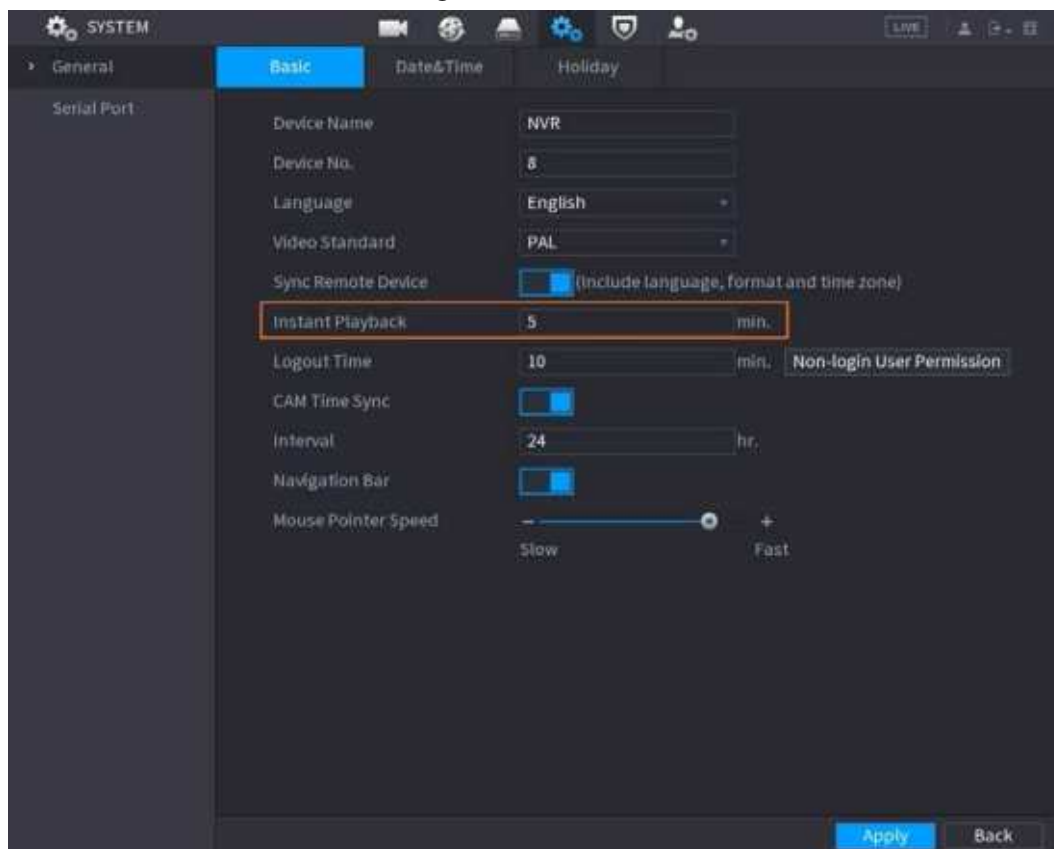 SYSTEM
LIVE
General
Basic Date&Time Holiday
Serial Port
Device Name NVR
Device No. 8
Language English
Video Standard PAL
Sync Remote Device (Include language, format and time zone)
Instant Playback 5 min.
Logout Time 10 min. Non-login User Permission
CAM Time Sync
Interval 24 hr.
Navigation Bar
Mouse Pointer Speed - +
Slow Fast
Apply Back